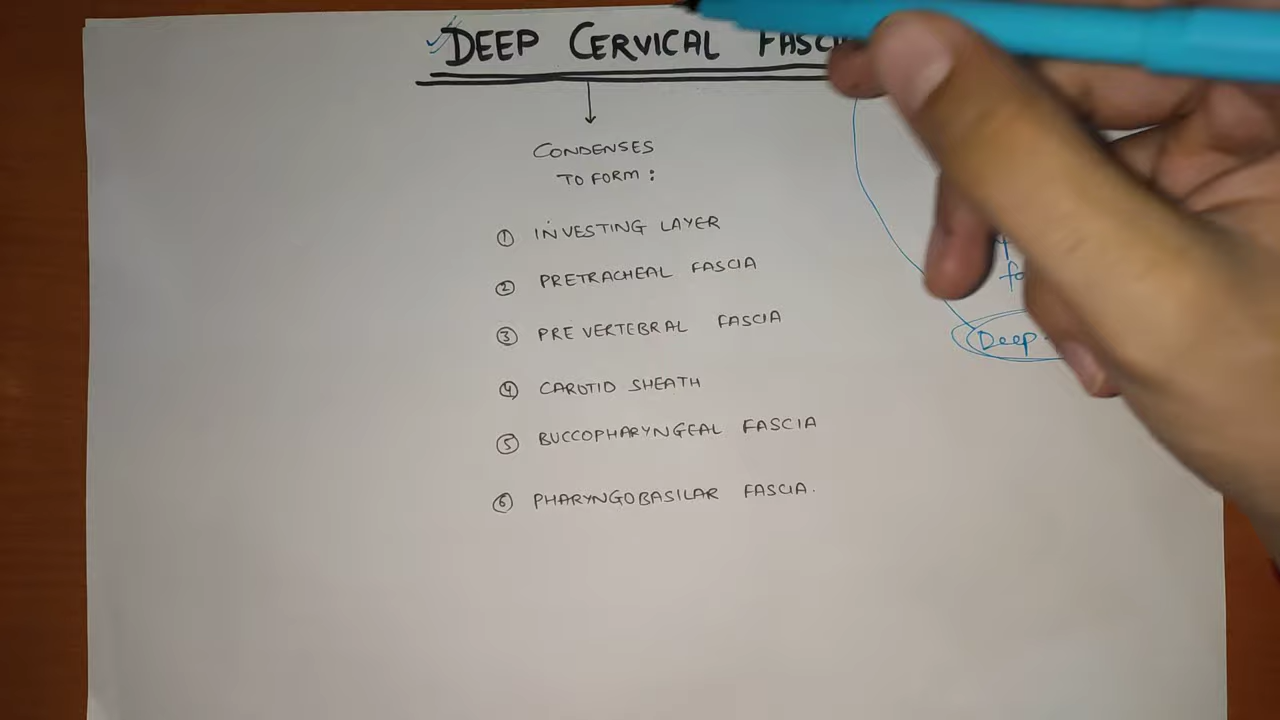 DEEP CERVICAL
CONDENSES
TO FORM :
1 INVESTING LAYER
2 PRETRACHEAL FASCIA
3 PREVERTEBRAL FASCIA
4 CAROTID SHEATH
5 BUCCOPHARYNGEAL FASCIA
6 PHARYNGOBASILAR FASCIA.
Deep